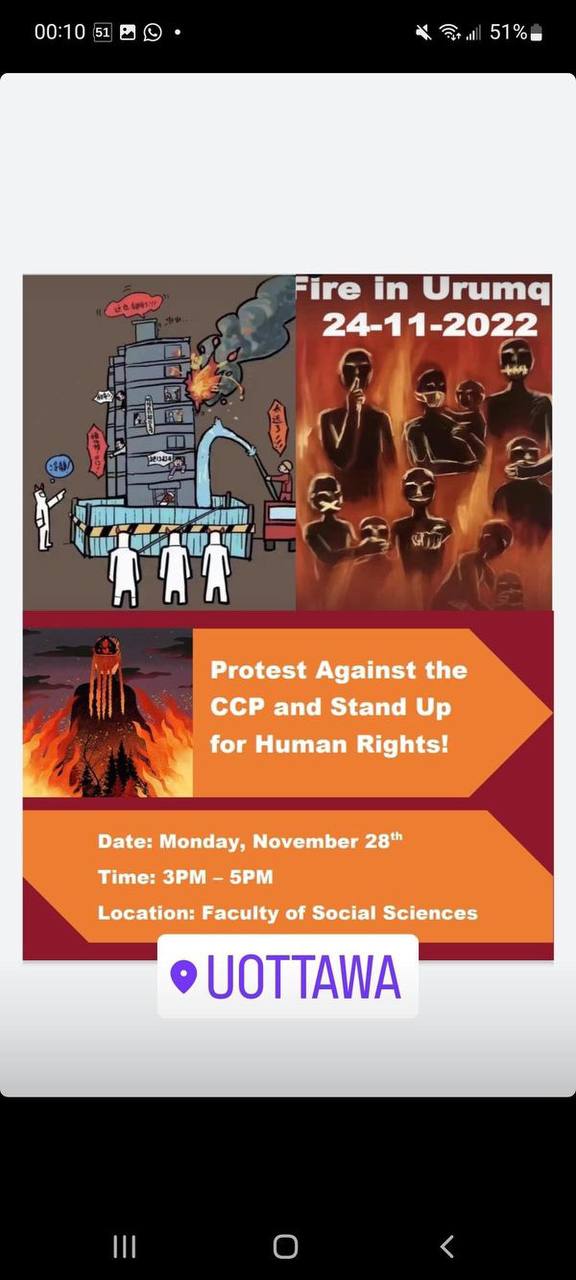 00:10
51
51%
Fire in Urumq
24-11-2022
Protest Against the
CCP and Stand Up
for Human Rights!
Date: Monday, November 28th
Time: 3PM – 5PM
Location: Faculty of Social Sciences
UOTTAWA